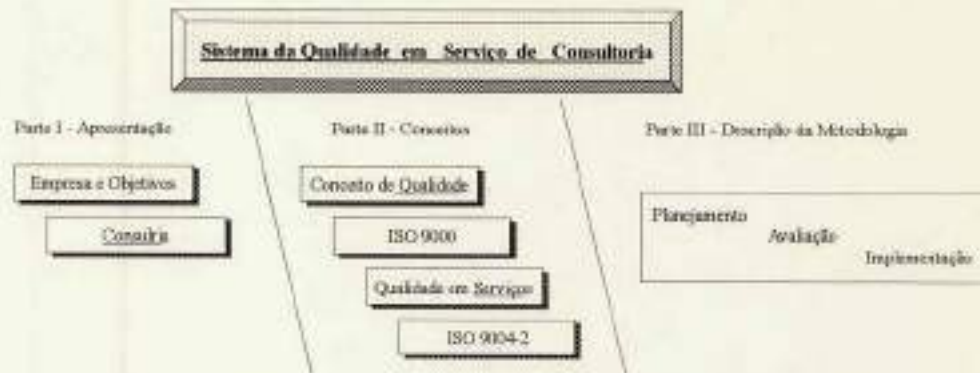 Sistema da Qualidade em Serviço de Consultoria
Parte I - Apresentação
Empresa e Objetivos
Consultria
Parte II - Conceitos
Conceito de Qualidade
ISO 9000
Qualidade em Serviços
ISO 9004-2
Parte III - Descrição da Metodologia
Planejamento
Avaliação
Implementação